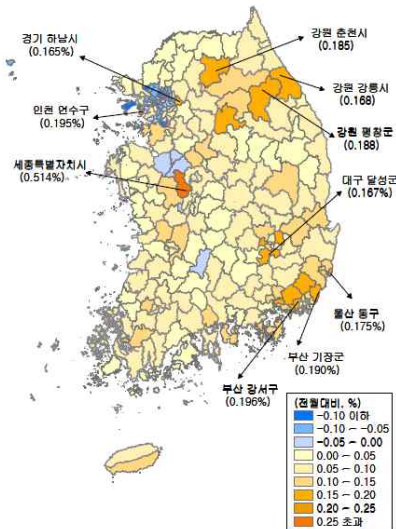 강원 춘천시
(0.185)
경기 하남시
(0.165%)
강원 강릉시
(0.168)
인천 연수구
(0.195%)
강원 평창군
(0.188)
세종특별자치시
(0.514%)
대구 달성군
(0.167%)
울산 동구
(0.175%)
부산 기장군
(0.190%)
부산 강서구
(0.196%)
(전월대비, %)
-0.10 이하
-0.10 ~ -0.05
-0.05 ~ 0.00
0.00 ~ 0.05
0.05 ~ 0.10
0.10 ~ 0.15
0.15 ~ 0.20
0.20 ~ 0.25
0.25 초과